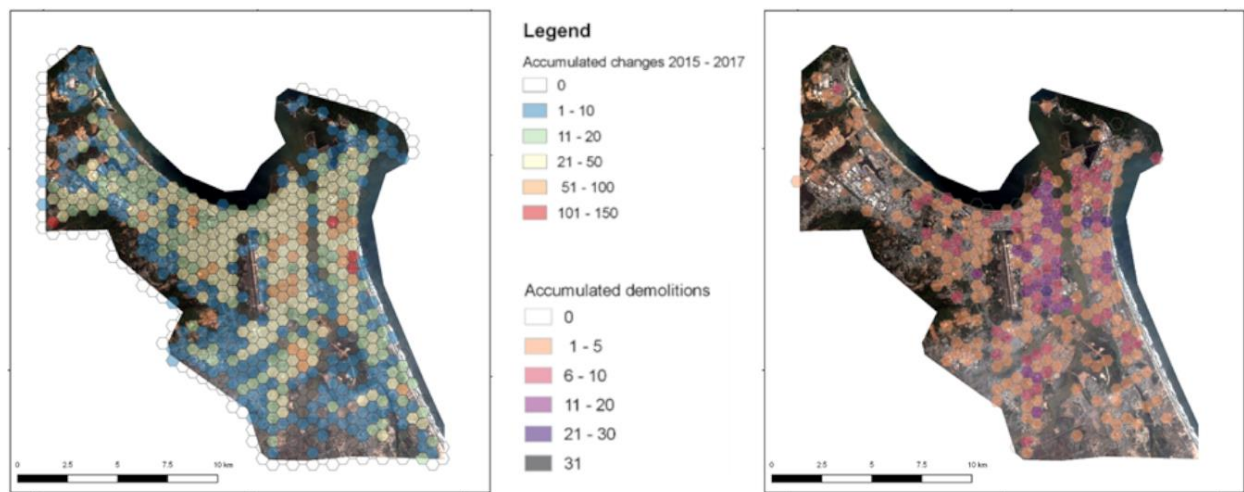 Legend
Accumulated changes 2015 - 2017
0
1 - 10
11 - 20
21 - 50
51 - 100
101 - 150
Accumulated demolitions
0
1 - 5
6 - 10
11 - 20
21 - 30
31
0 2.5 5 7.5 10 km
0 2.5 5 7.5 10 km